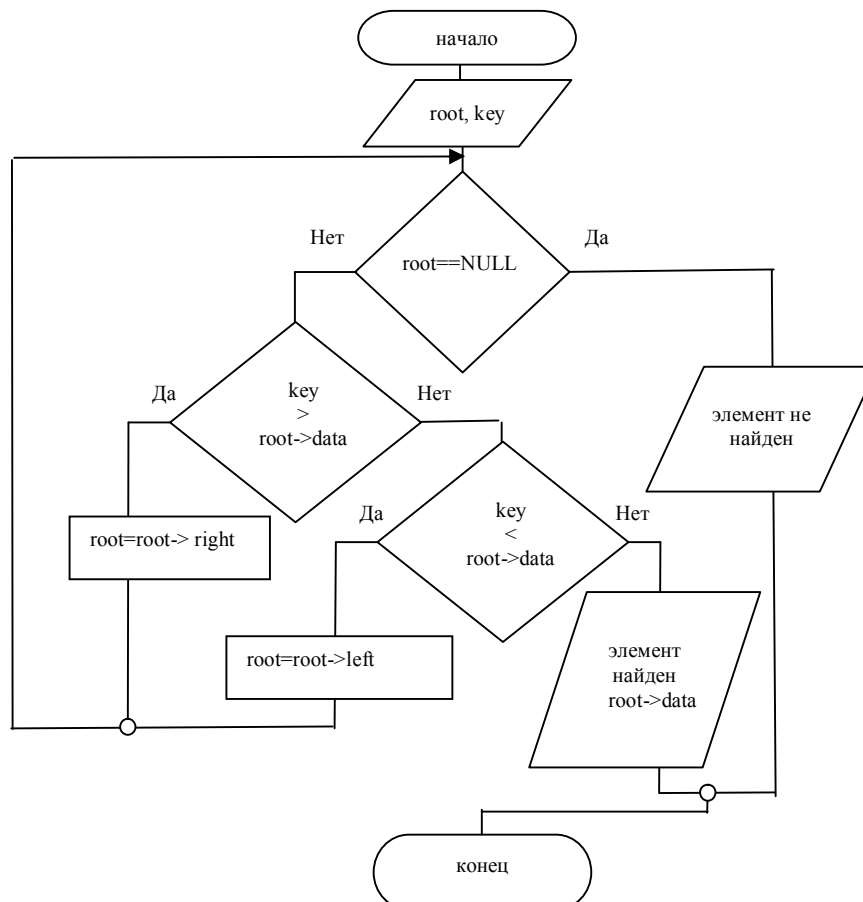 начало
root, key
Нет
Да
root==NULL
Да
key
>
root->data
Нет
элемент не
найден
root=root-> right
Да
key
<
root->data
Нет
root=root->left
элемент
найден
root->data
конец